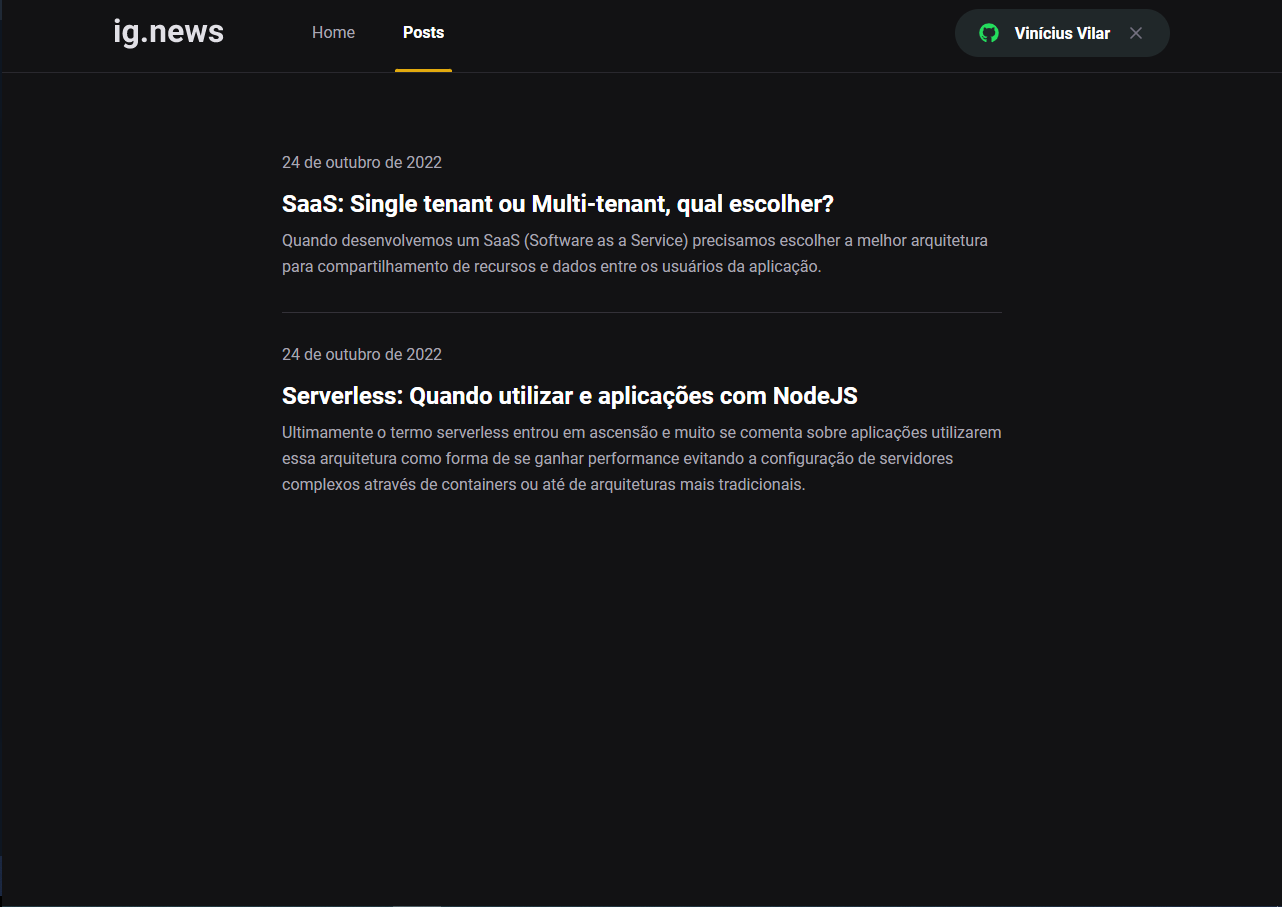 ig.news
Home
Posts
Vinícius Vilar
24 de outubro de 2022
SaaS: Single tenant ou Multi-tenant, qual escolher?
Quando desenvolvemos um SaaS (Software as a Service) precisamos escolher a melhor arquitetura
para compartilhamento de recursos e dados entre os usuários da aplicação.
24 de outubro de 2022
Serverless: Quando utilizar e aplicações com NodeJS
Ultimamente o termo serverless entrou em ascensão e muito se comenta sobre aplicações utilizarem
essa arquitetura como forma de se ganhar performance evitando a configuração de servidores
complexos através de containers ou até de arquiteturas mais tradicionais.